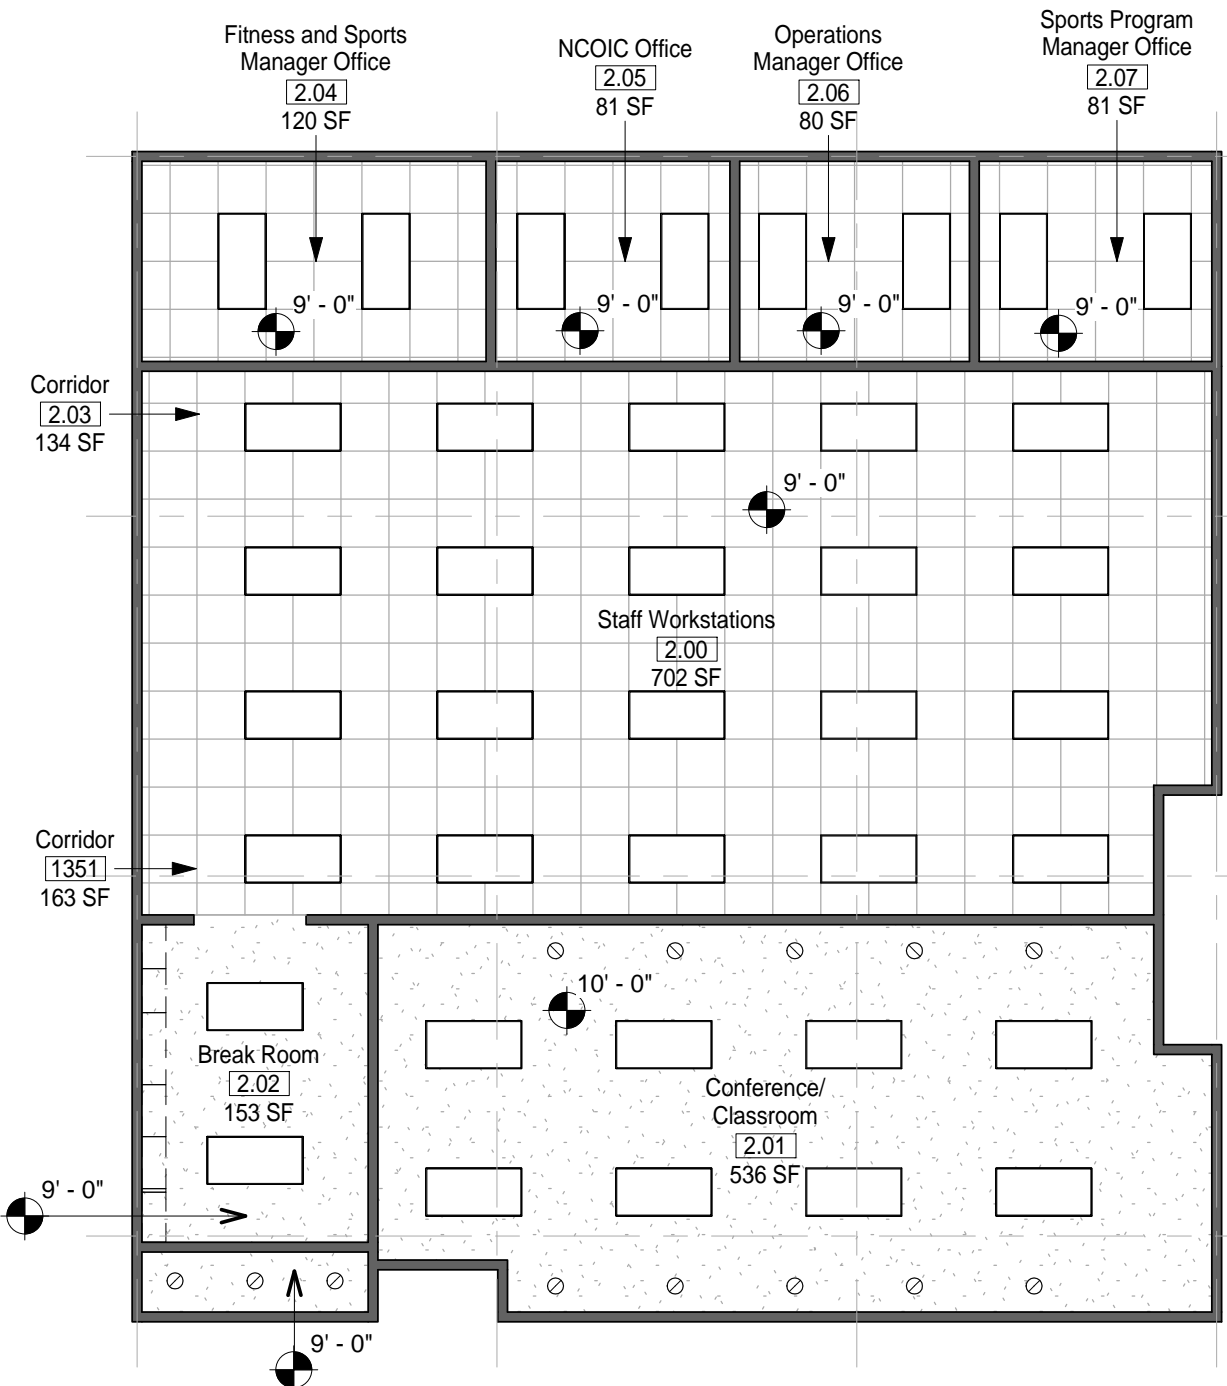 Fitness and Sports
Manager Office
2.04
120 SF
NCOIC Office
2.05
81 SF
Operations
Manager Office
2.06
80 SF
Sports Program
Manager Office
2.07
81 SF
9' - 0"
9' - 0"
9' - 0"
9' - 0"
Corridor
2.03
134 SF
9' - 0"
Staff Workstations
2.00
702 SF
Corridor
1351
163 SF
10' - 0"
Break Room
2.02
153 SF
Conference/
Classroom
2.01
536 SF
9' - 0"
9' - 0"